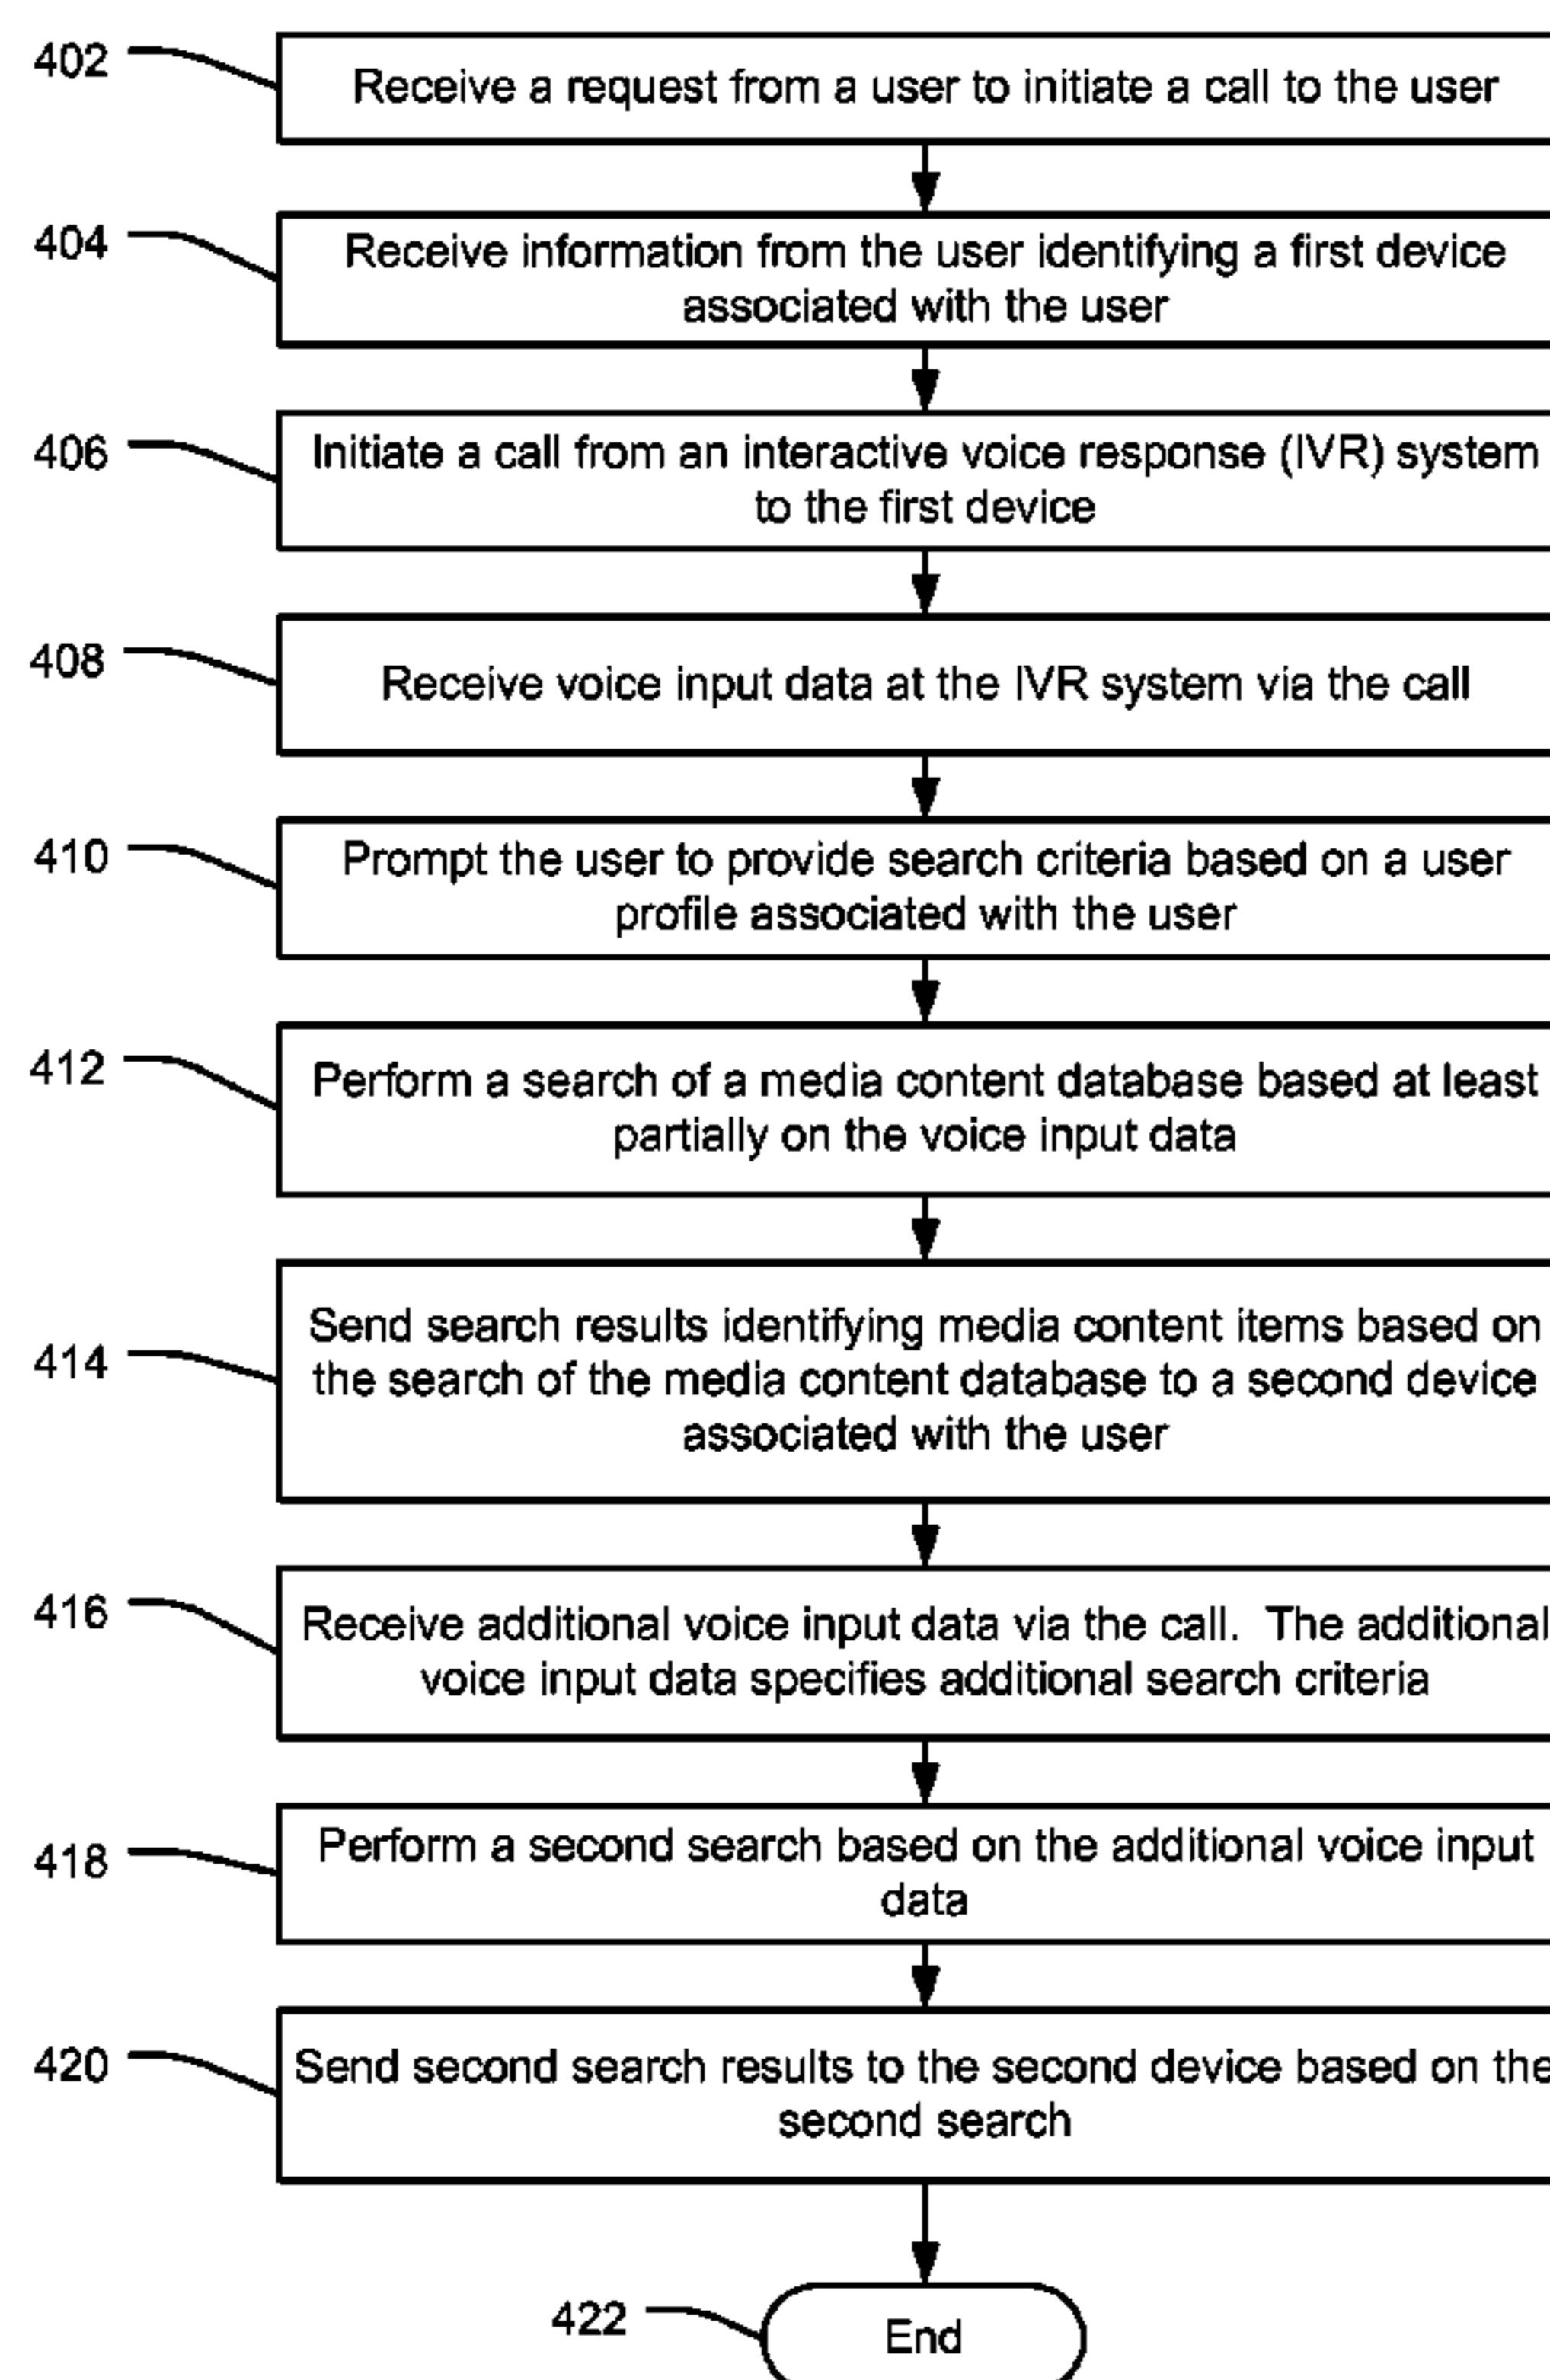 402
Receive a request from a user to initiate a call to the user
404
Receive information from the user identifying a first device
associated with the user
406
Initiate a call from an interactive voice response (IVR) system
to the first device
408
Receive voice input data at the IVR system via the call
410
Prompt the user to provide search criteria based on a user
profile associated with the user
412
Perform a search of a media content database based at least
partially on the voice input data
414
Send search results identifying media content items based on
the search of the media content database to a second device
associated with the user
416
Receive additional voice input data via the call. The additional
voice input data specifies additional search criteria
418
Perform a second search based on the additional voice input
data
420
Send second search results to the second device based on the
second search
422
End